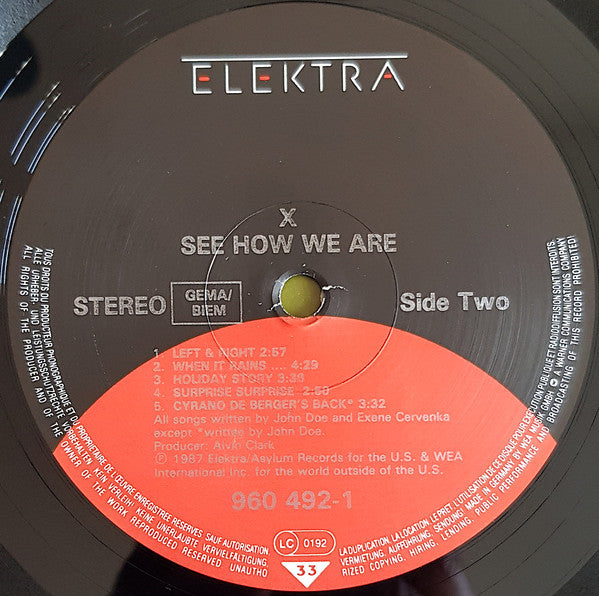 ELEKTRA
X
SEE HOW WE ARE
STEREO
GEMA/
BIEM
Side Two
1. LEFT & RIGHT 2:57
2. WHEN IT RAINS .... 4:29
3. HOLIDAY STORY 3:36
4. SURPRISE SURPRISE 2:50
5. CYRANO DE BERGER'S BACK* 3:32
All songs written by John Doe and Exene Cervenka
except *written by John Doe.
Producer: Alvin Clark
Ⓟ 1987 Elektra/Asylum Records for the U.S. & WEA
International Inc. for the world outside of the U.S.
960 492-1
LC 0192
33
TOUS DROITS DU PRODUCTEUR PHONOGRAPHIQUE ET DU PROPRIETAIRE DE L'ŒUVRE ENREGISTREE RESERVES SAUF AUTORISATION
LA DUPLICATION, LA LOCATION, LE PRET, L'UTILISATION DE CE DISQUE POUR EXECUTION PUBLIQUE ET RADIODIFFUSION SONT INTERDITS.
ALLE URHEBER- UND LEISTUNGSSCHUTZRECHTE VORBEHALTEN. KEIN VERLEIH! KEINE UNERLAUBTE VERVIELFÄLTIGUNG,
VERMIETUNG, AUFFÜHRUNG, SENDUNG! MADE IN GERMANY BY WEA MUSIK GMBH A WARNER COMMUNICATIONS COMPANY
ALL RIGHTS OF THE PRODUCER AND OF THE OWNER OF THE WORK REPRODUCED RESERVED UNAUTHO
RIZED COPYING, HIRING, LENDING, PUBLIC PERFORMANCE AND BROADCASTING OF THIS RECORD PROHIBITED!